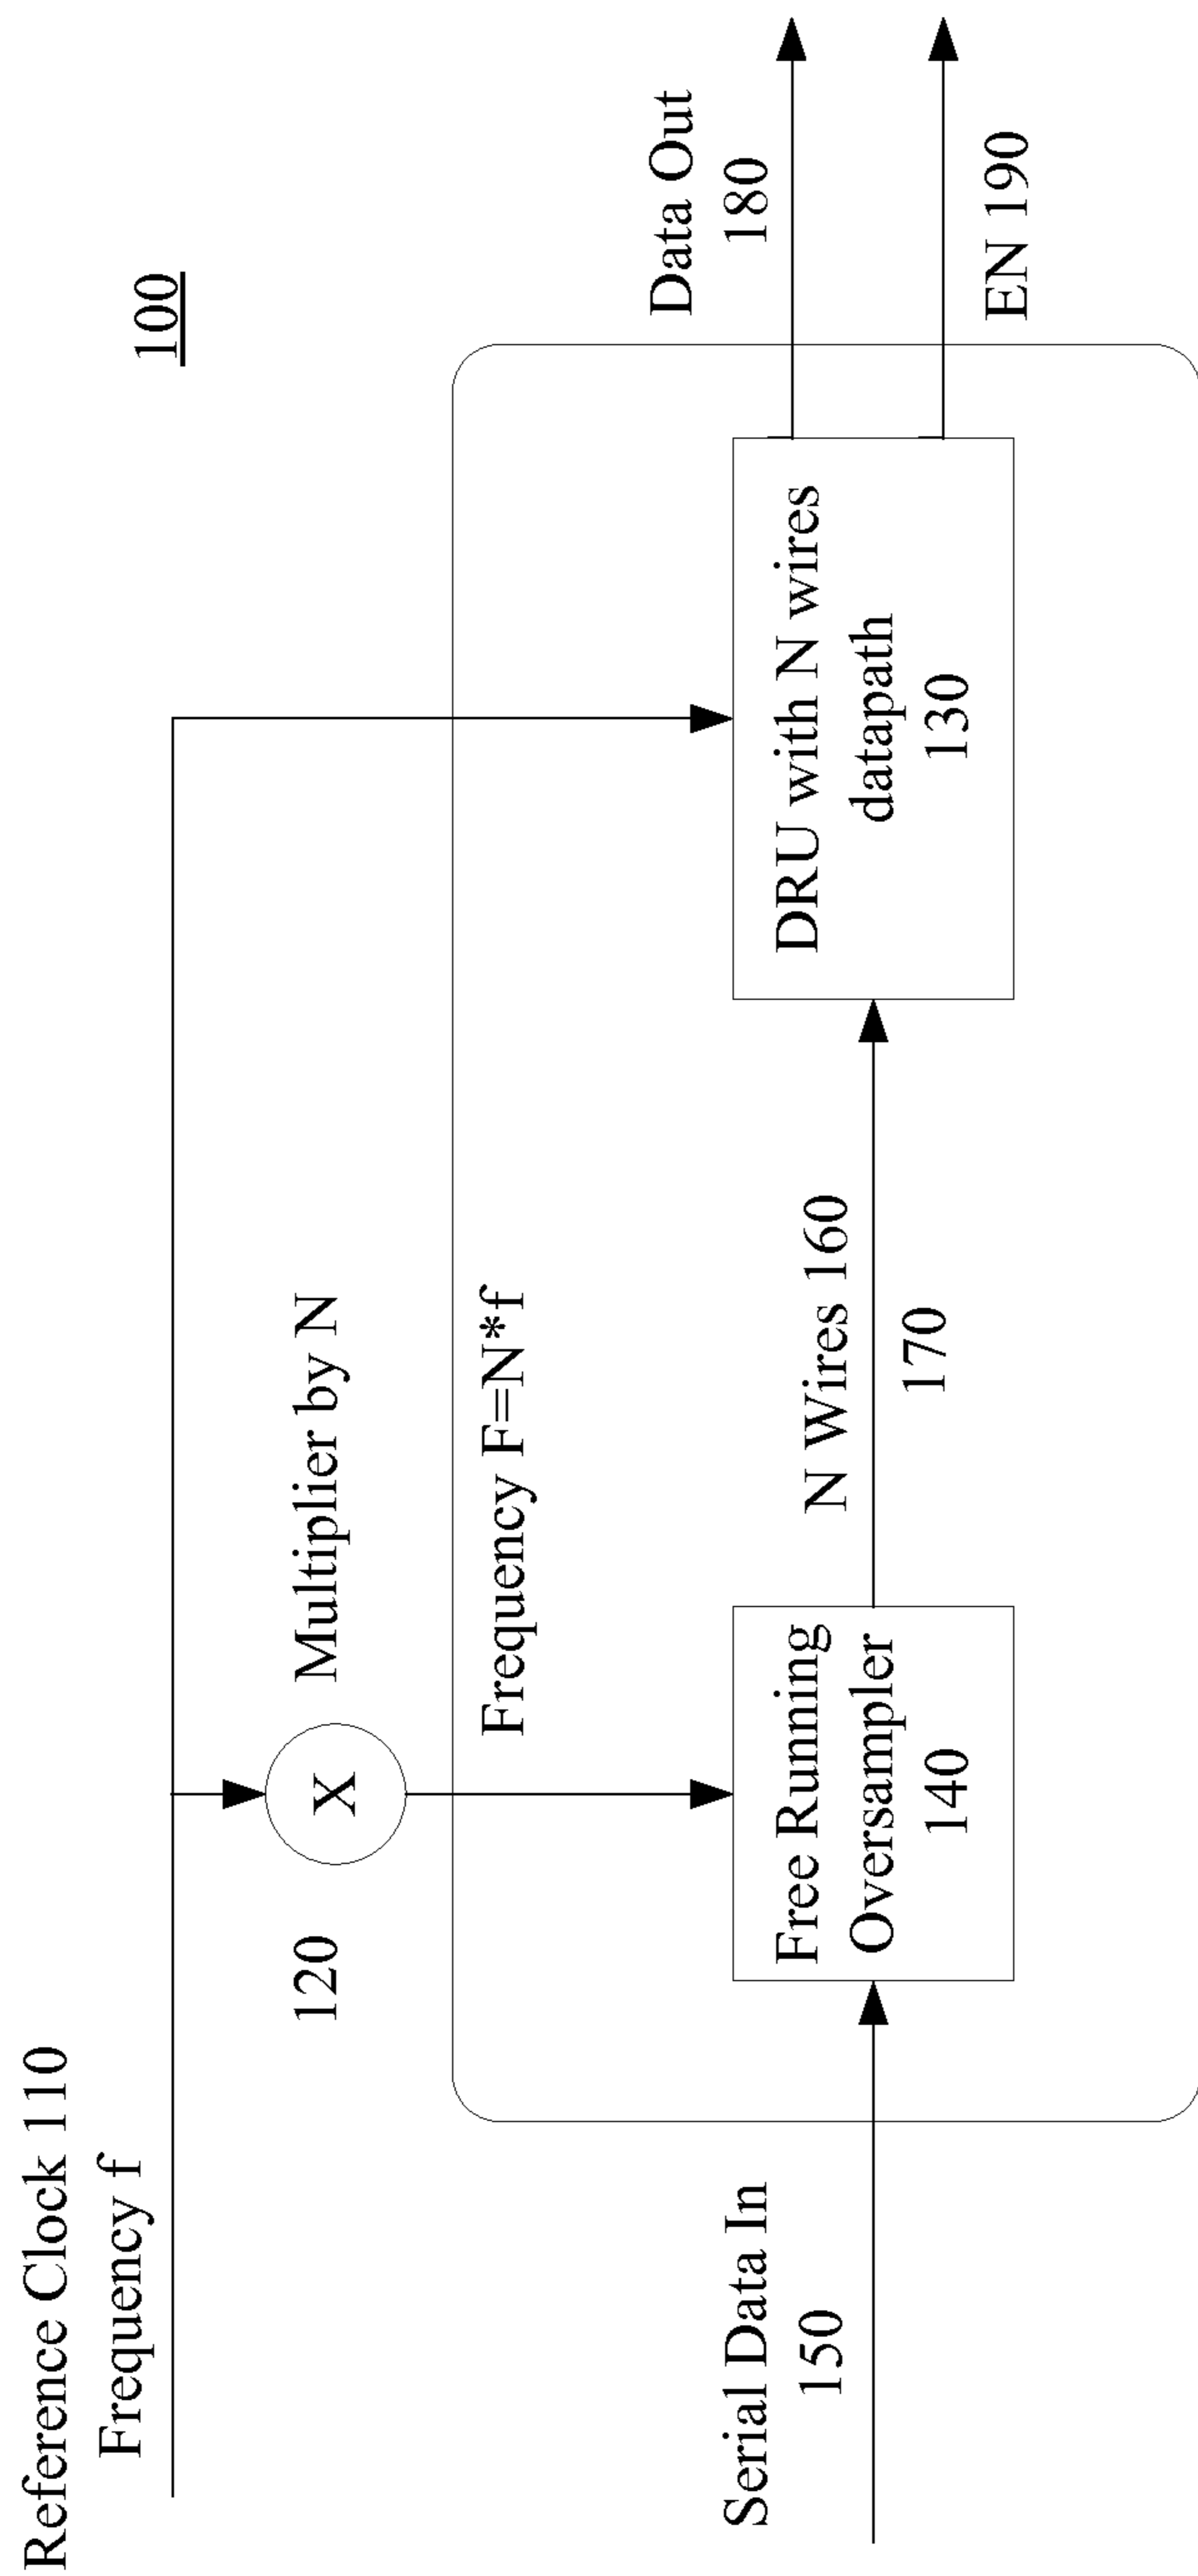 Reference Clock 110
Frequency f
100
120
X
Multiplier by N
Frequency F=N*f
Serial Data In
150
Free Running
Oversampler
140
N Wires 160
170
DRU with N wires
datapath
130
Data Out
180
EN 190